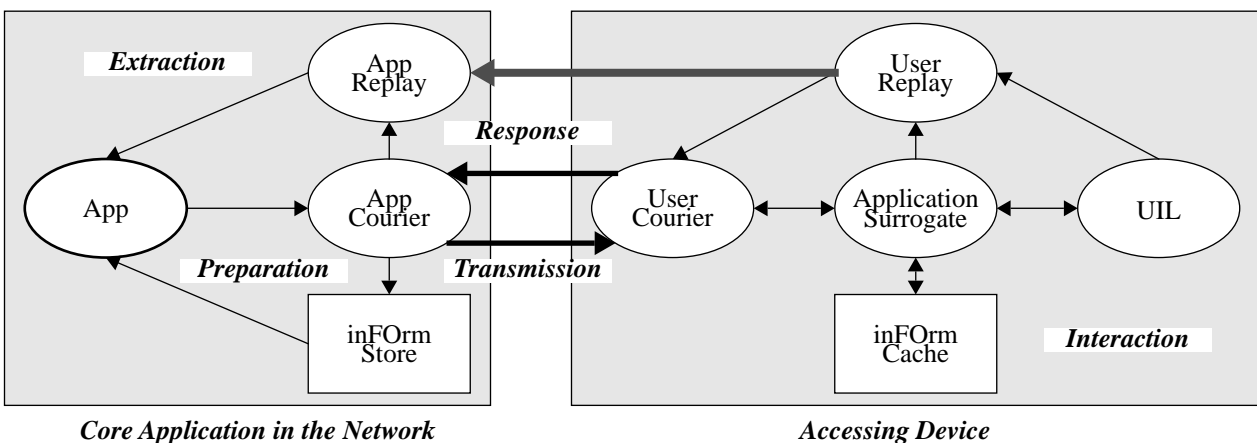 Extraction
App
Replay
User
Replay
Response
App
App
Courier
User
Courier
Application
Surrogate
UIL
Preparation
Transmission
inFOrm
Store
inFOrm
Cache
Interaction
Core Application in the Network
Accessing Device